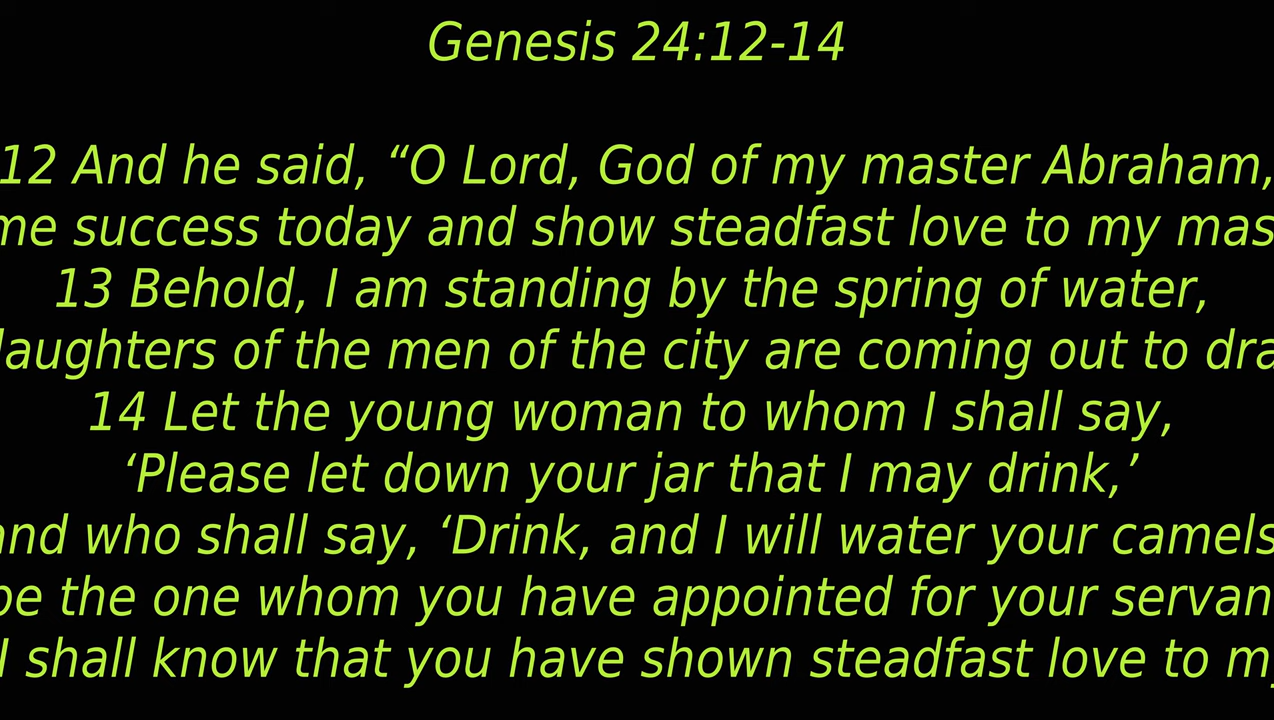 Genesis 24:12-14
12 And he said, “O Lord, God of my master Abraham,
me success today and show steadfast love to my mas
13 Behold, I am standing by the spring of water,
laughters of the men of the city are coming out to dra
14 Let the young woman to whom I shall say,
‘Please let down your jar that I may drink,’
and who shall say, ‘Drink, and I will water your camels
be the one whom you have appointed for your servan
I shall know that you have shown steadfast love to my